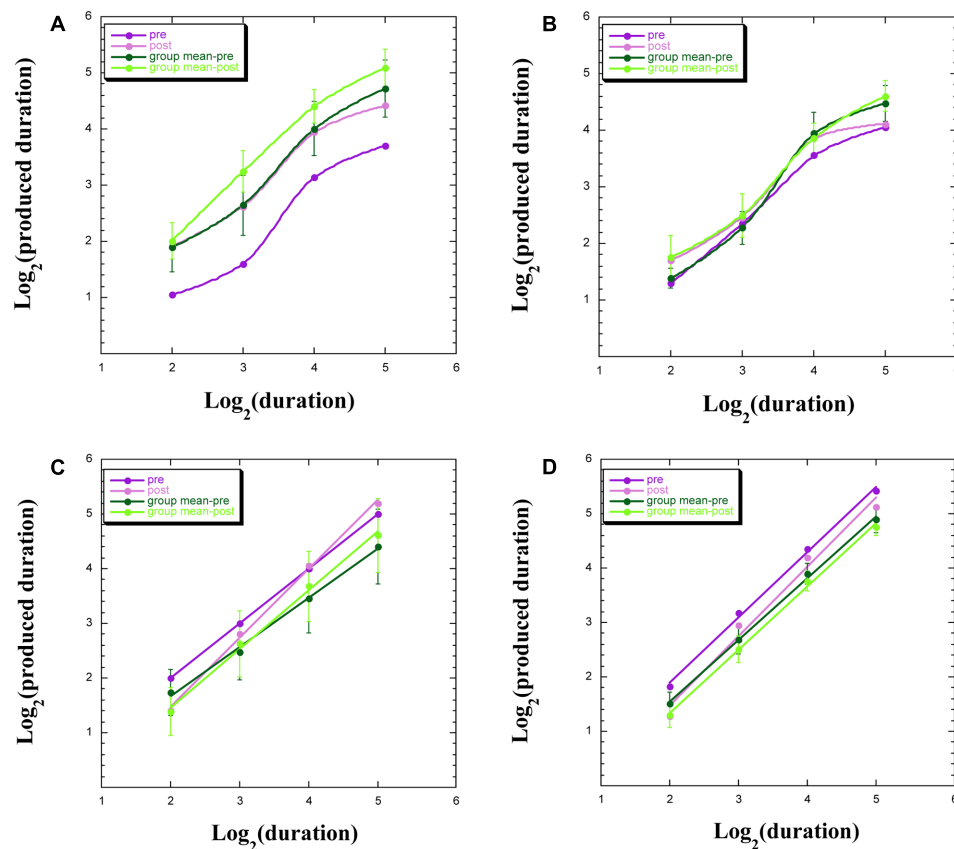 A
6
pre
post
group mean-pre
group mean-post
5
4
3
2
1
1 2 3 4 5 6
Log2(produced duration)
Log2(duration)
B
6
pre
post
group mean-pre
group mean-post
5
4
3
2
1
1 2 3 4 5 6
Log2(produced duration)
Log2(duration)
C
6
pre
post
group mean-pre
group mean-post
5
4
3
2
1
1 2 3 4 5 6
Log2(produced duration)
Log2(duration)
D
6
pre
post
group mean-pre
group mean-post
5
4
3
2
1
1 2 3 4 5 6
Log2(produced duration)
Log2(duration)